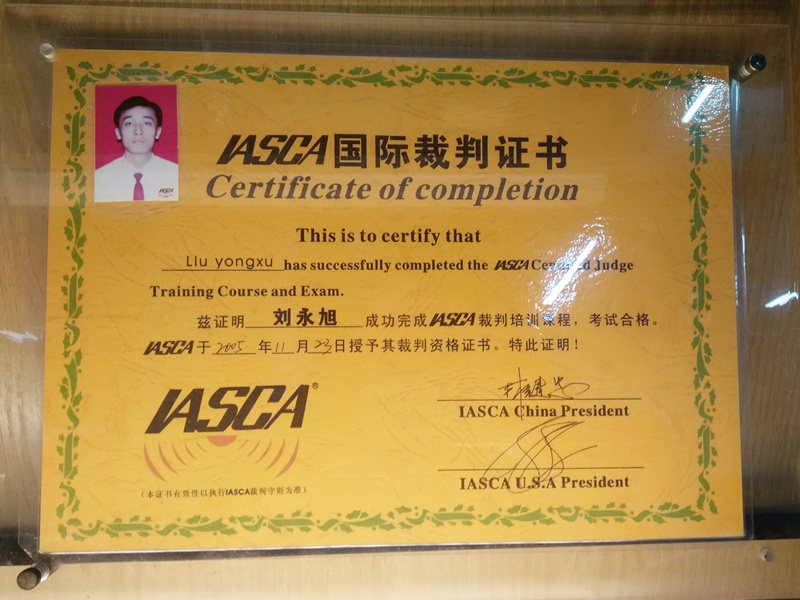 IASCA国际裁判证书
Certificate of completion
This is to certify that
Liu yongxu has successfully completed the IASCA Certified Judge
Training Course and Exam.
兹证明 刘永旭 成功完成IASCA裁判培训课程，考试合格。
IASCA于 2005 年 11 月 23 日授予其裁判资格证书。特此证明！
IASCA®
IASCA China President
IASCA U.S.A President
（本证书有效性以执行IASCA裁判守则为准）
IASCA